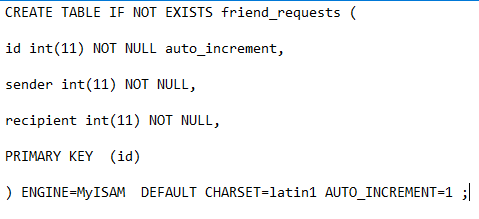 CREATE TABLE IF NOT EXISTS friend_requests (
id int(11) NOT NULL auto_increment,
sender int(11) NOT NULL,
recipient int(11) NOT NULL,
PRIMARY KEY  (id)
) ENGINE=MyISAM  DEFAULT CHARSET=latin1 AUTO_INCREMENT=1 ;